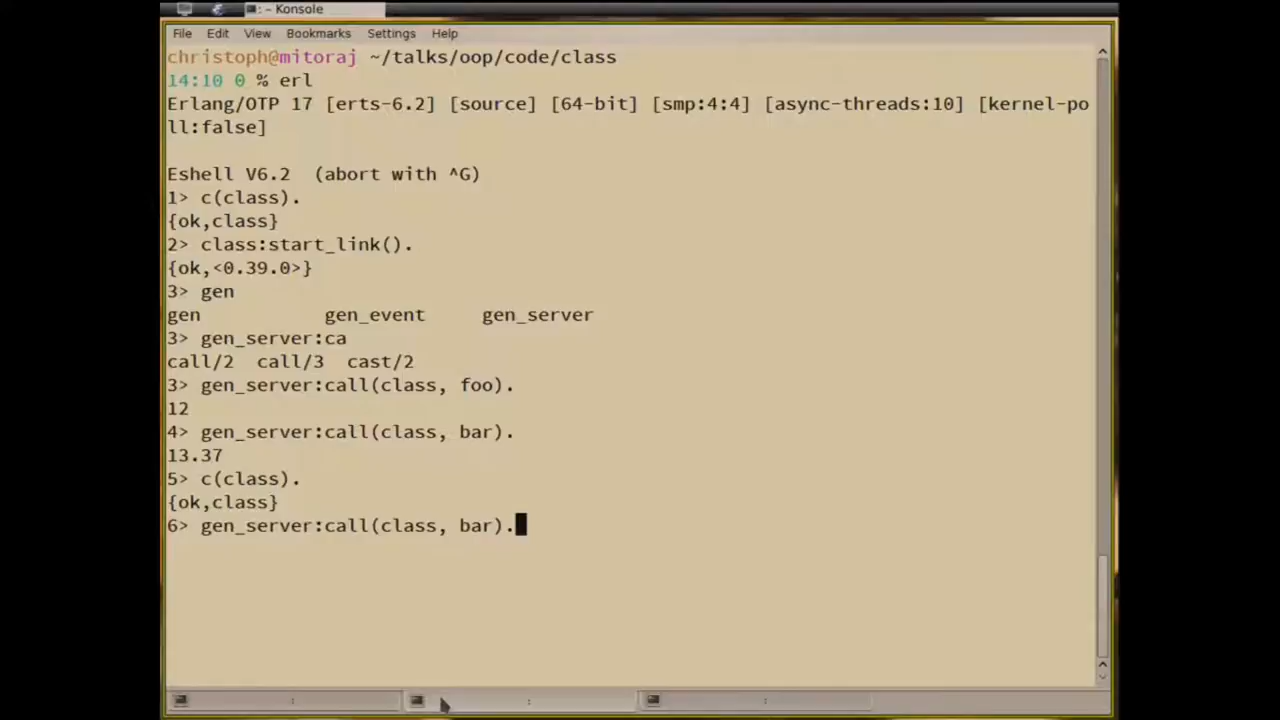 : - Konsole
File Edit View Bookmarks Settings Help
christoph@mitoraj ~/talks/oop/code/class
14:10 0 % erl
Erlang/OTP 17 [erts-6.2] [source] [64-bit] [smp:4:4] [async-threads:10] [kernel-po
ll:false]
Eshell V6.2  (abort with ^G)
1> c(class).
{ok,class}
2> class:start_link().
{ok,<0.39.0>}
3> gen
gen gen_event gen_server
3> gen_server:ca
call/2 call/3 cast/2
3> gen_server:call(class, foo).
12
4> gen_server:call(class, bar).
13.37
5> c(class).
{ok,class}
6> gen_server:call(class, bar).
: : :